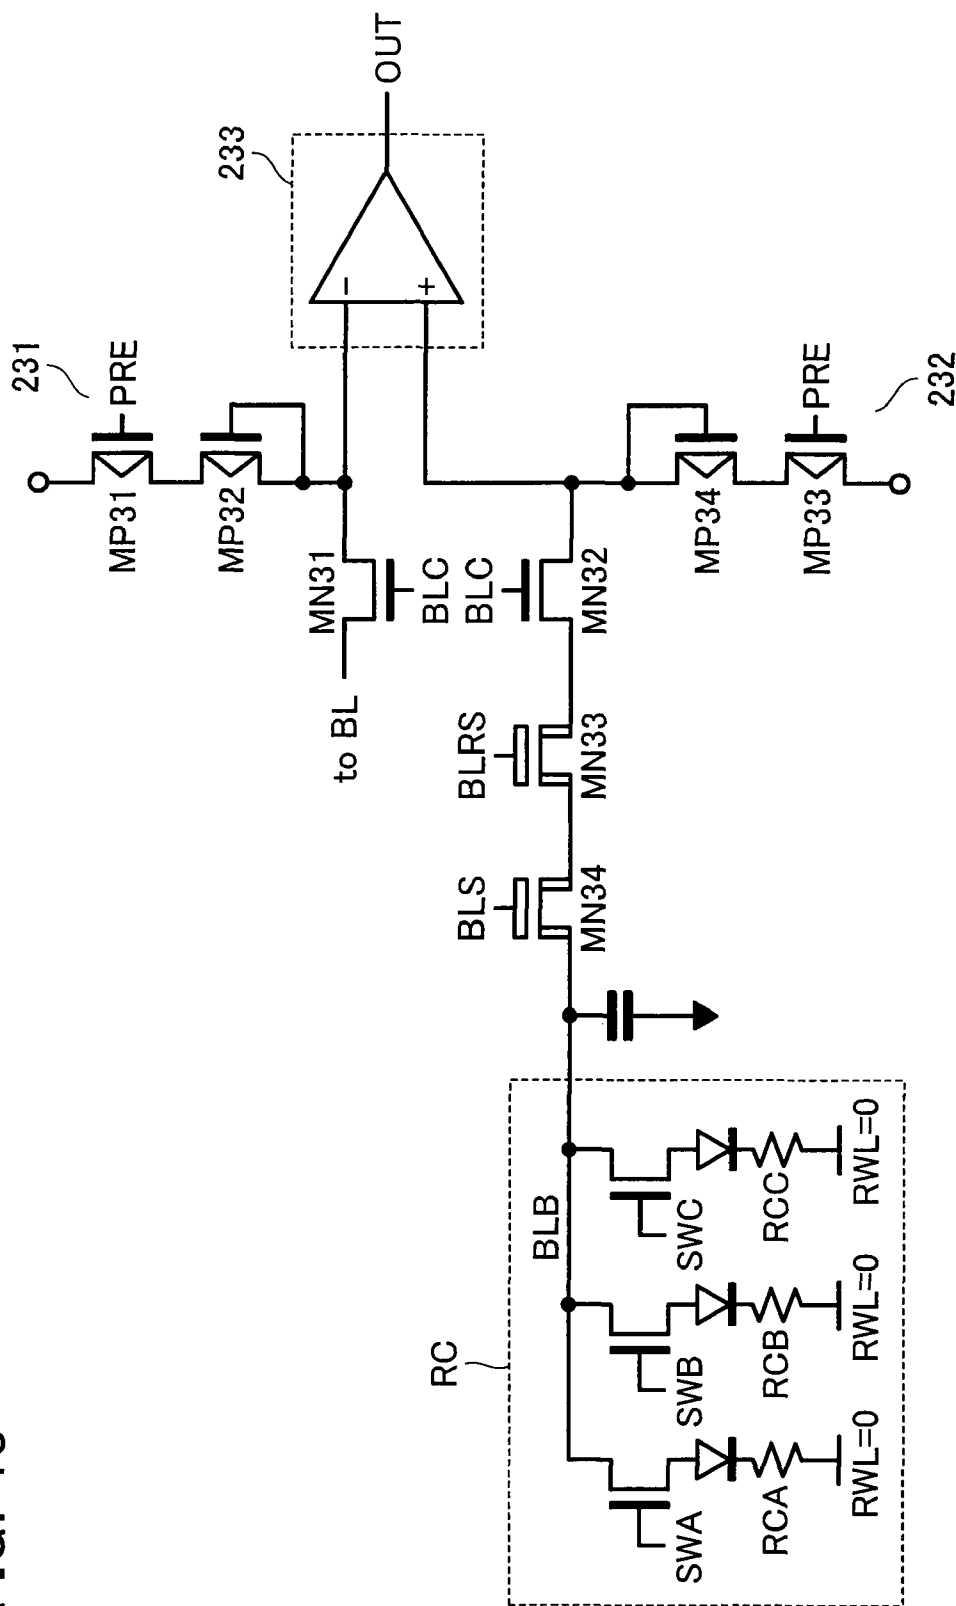 OUT
233
231
PRE
MP31
MP32
MN31
BLC
to BL
BLC
MN32
PRE
MP34
MP33
232
BLRS
MN33
BLS
MN34
RC
BLB
SWA
SWB
SWC
RCA
RCB
RCC
RWL=0
RWL=0
RWL=0
−
+